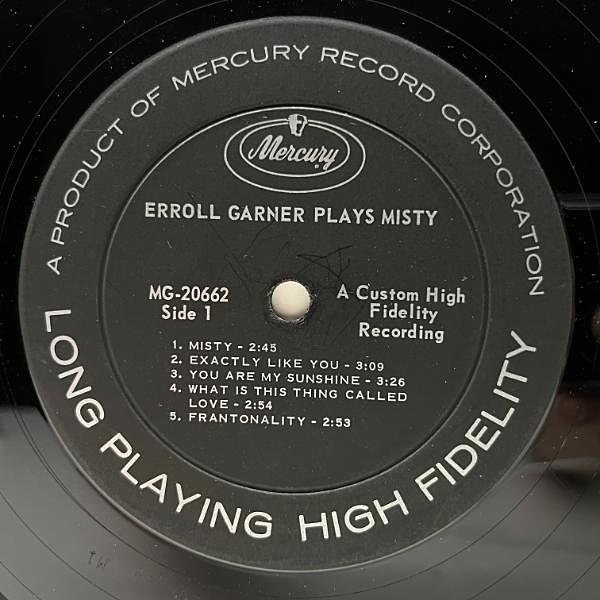 A PRODUCT OF MERCURY RECORD CORPORATION
Mercury
ERROLL GARNER PLAYS MISTY
MG-20662
Side 1
A Custom High
Fidelity
Recording
1. MISTY - 2:45
2. EXACTLY LIKE YOU - 3:09
3. YOU ARE MY SUNSHINE - 3:26
4. WHAT IS THIS THING CALLED
LOVE - 2:54
5. FRANTONALITY - 2:53
LONG PLAYING HIGH FIDELITY